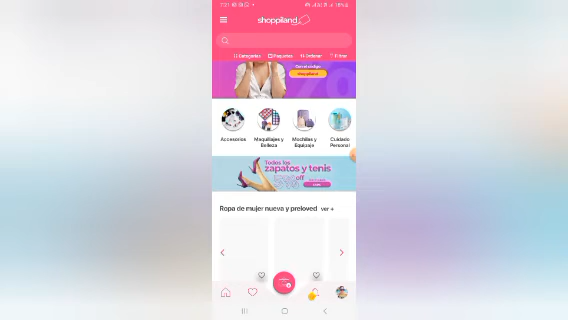 shoppiland
Categorías
Paquetes
Ordenar
Filtrar
Con el código:
shoppiland
Accesorios
Maquillajes y
Belleza
Mochilas y
Equipaje
Cuidado
Personal
Todos los
zapatos y tenis
off
Ropa de mujer nueva y preloved ver +